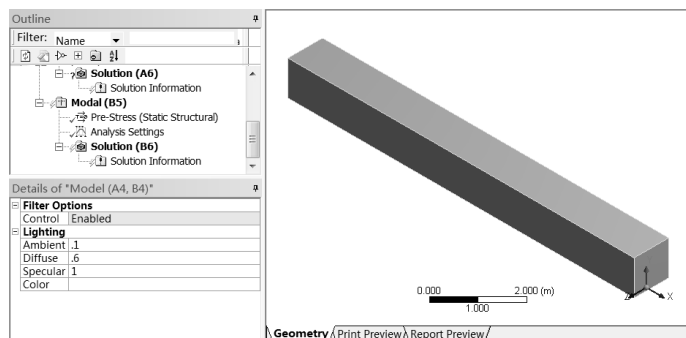 Outline
Filter: Name
Solution (A6)
Solution Information
Modal (B5)
Pre-Stress (Static Structural)
Analysis Settings
Solution (B6)
Solution Information
Details of "Model (A4, B4)"
Filter Options
Control Enabled
Lighting
Ambient .1
Diffuse .6
Specular 1
Color
0.000 2.000 (m)
1.000
Z X
Geometry Print Preview Report Preview